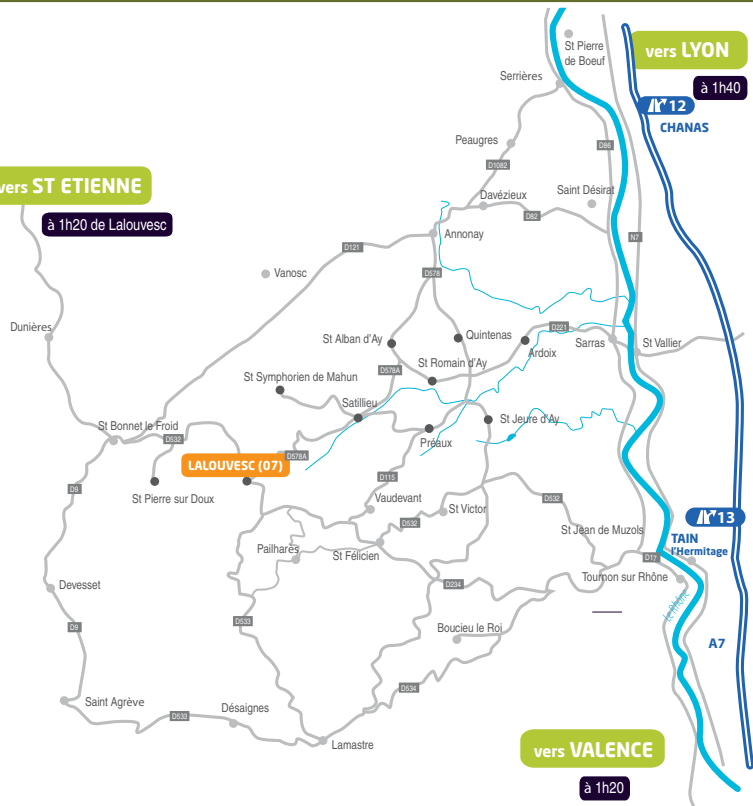 St Pierre
de Boeuf
vers LYON
à 1h40
Serrières
12
CHANAS
Peaugres
D86
D1082
vers ST ETIENNE
Davézieux
Saint Désirat
à 1h20 de Lalouvesc
D82
Annonay
N7
D121
Vanosc
D578
Dunières
St Alban d'Ay
Quintenas
D221
Ardoix
Sarras
St Vallier
St Romain d'Ay
D578A
St Symphorien de Mahun
Satillieu
St Bonnet le Froid
St Jeure d'Ay
D532
Préaux
D578A
LALOUVESC (07)
D115
D9
St Pierre sur Doux
Vaudevant
St Victor
D532
D532
13
St Jean de Muzols
TAIN
l'Hermitage
Pailharès
St Félicien
D17
Devesset
D234
Tournon sur Rhône
le Rhône
D9
D533
Boucieu le Roi
A7
D534
Saint Agrève
D533
Désaignes
Lamastre
vers VALENCE
à 1h20